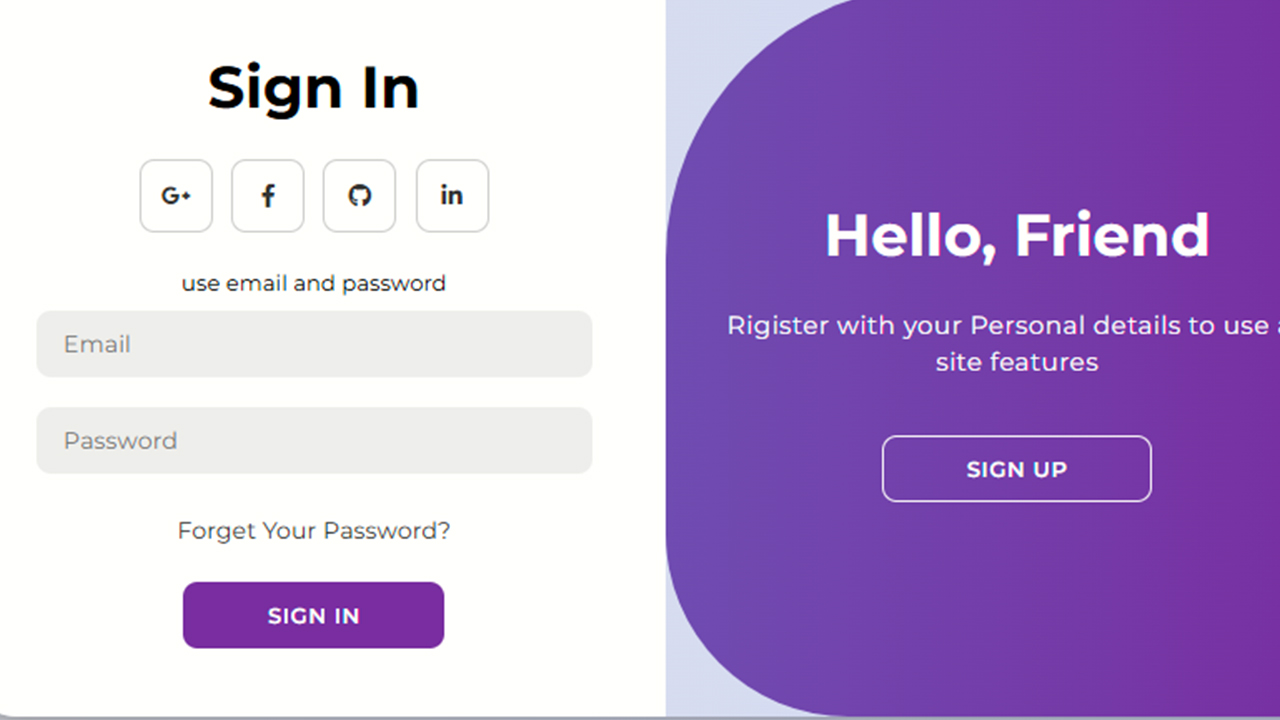 Sign In
G+ f in
use email and password
Email
Password
Forget Your Password?
SIGN IN
Hello, Friend
Rigister with your Personal details to use
site features
SIGN UP